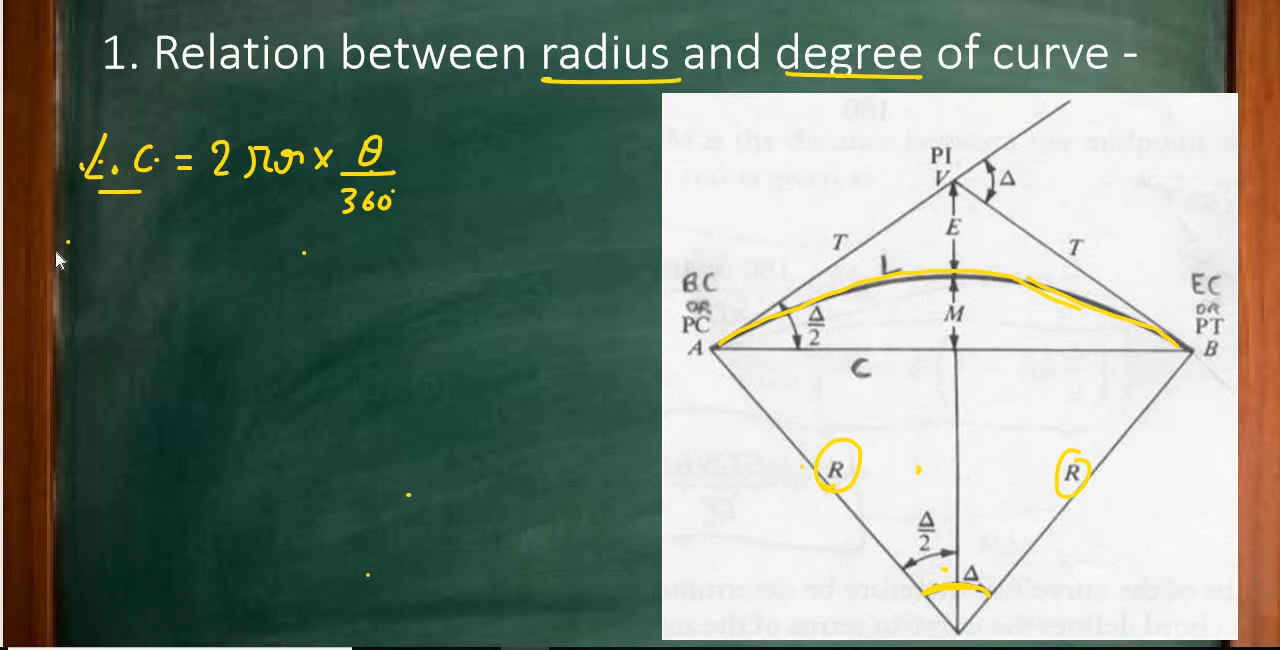 1. Relation between radius and degree of curve -
L.C. = 2πr × θ/360°
PI
V
Δ
E
T
T
L
BC
OR
PC
A
Δ/2
M
EC
OR
PT
B
C
R
R
Δ/2
Δ